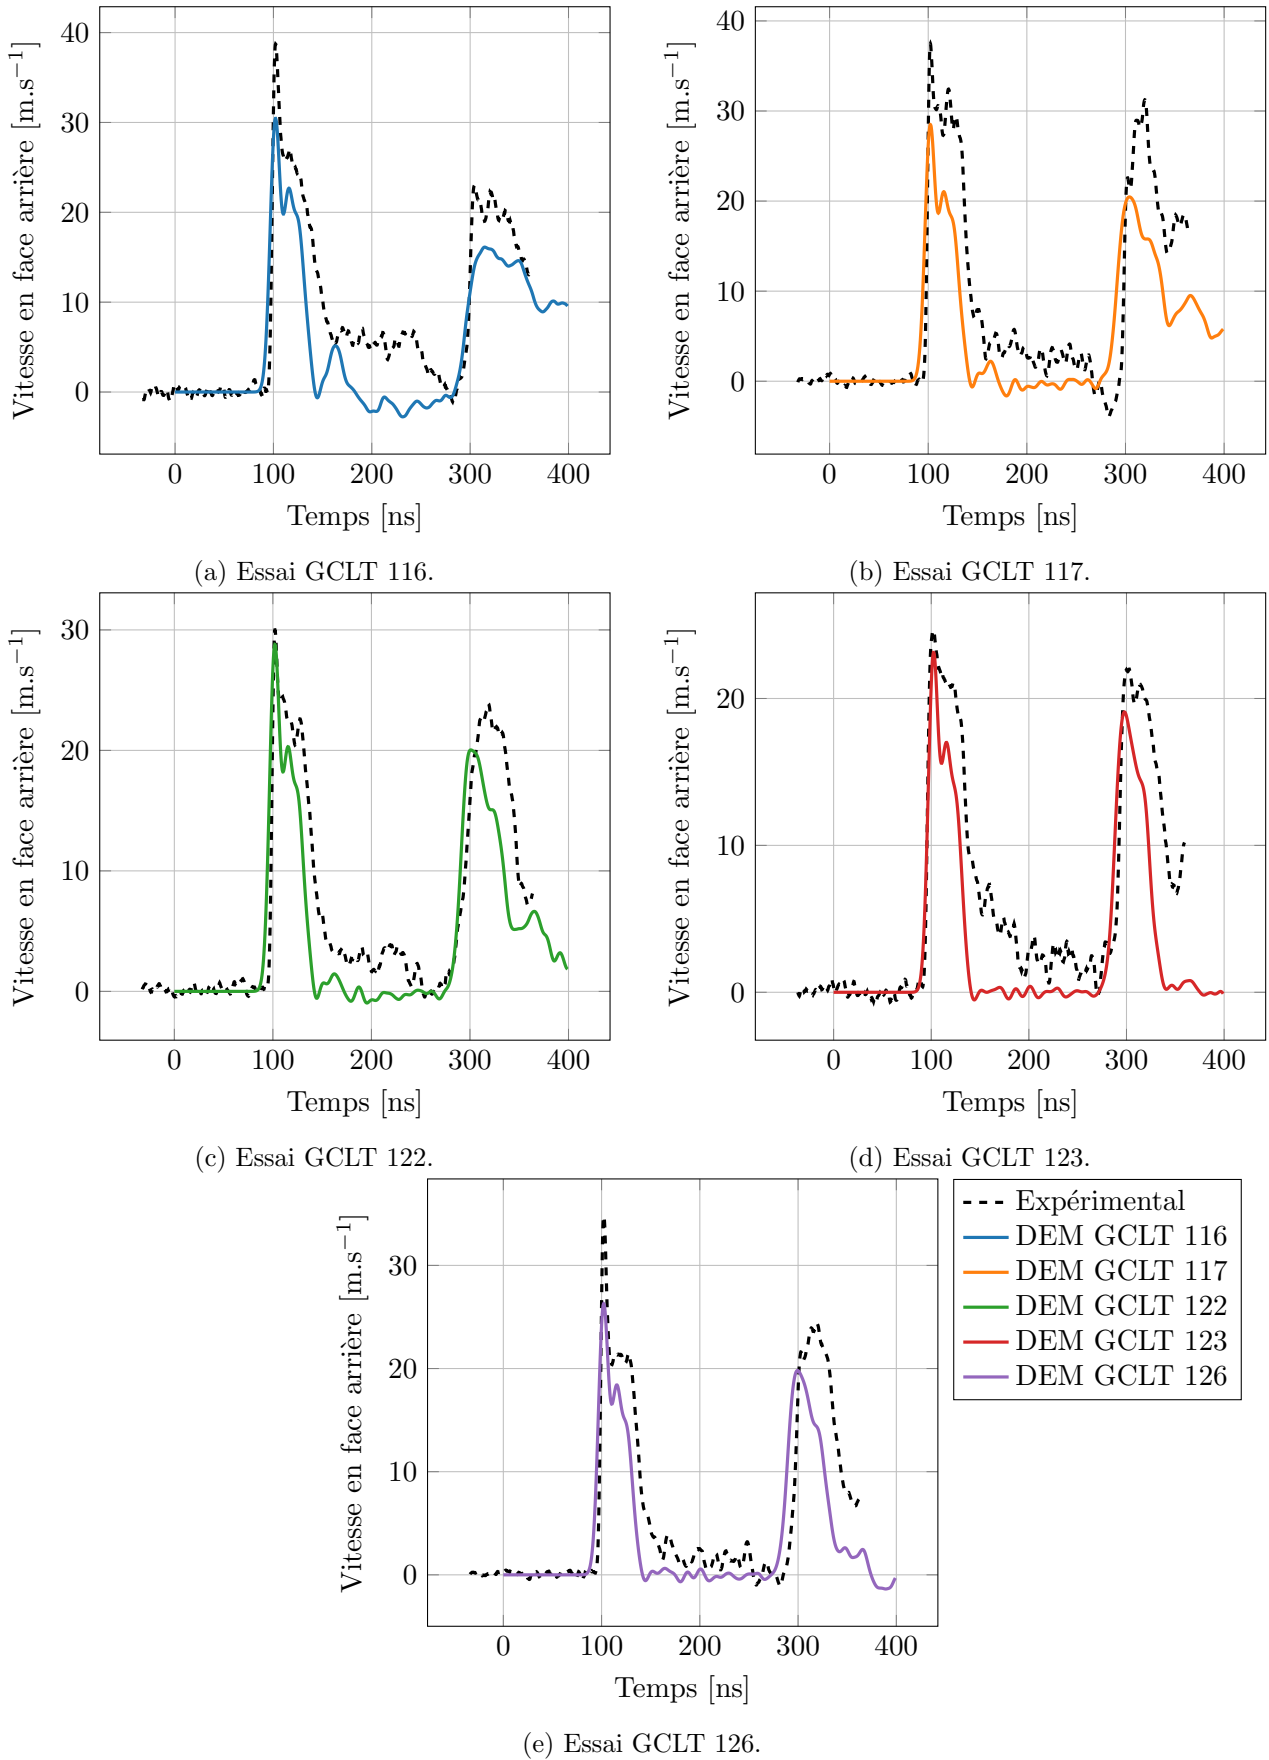 40
30
20
10
0
Vitesse en face arrière [m.s⁻¹]
0 100 200 300 400
Temps [ns]
(a) Essai GCLT 116.
40
30
20
10
0
Vitesse en face arrière [m.s⁻¹]
0 100 200 300 400
Temps [ns]
(b) Essai GCLT 117.
30
20
10
0
Vitesse en face arrière [m.s⁻¹]
0 100 200 300 400
Temps [ns]
(c) Essai GCLT 122.
20
10
0
Vitesse en face arrière [m.s⁻¹]
0 100 200 300 400
Temps [ns]
(d) Essai GCLT 123.
30
20
10
0
Vitesse en face arrière [m.s⁻¹]
0 100 200 300 400
Temps [ns]
(e) Essai GCLT 126.
Expérimental
DEM GCLT 116
DEM GCLT 117
DEM GCLT 122
DEM GCLT 123
DEM GCLT 126